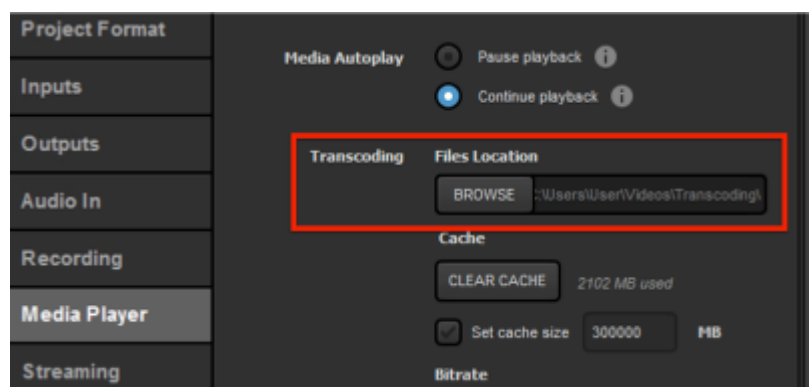 Project Format
Inputs
Outputs
Audio In
Recording
Media Player
Streaming
Media Autoplay
Pause playback
Continue playback
Transcoding
Files Location
BROWSE :\Users\User\Videos\Transcoding\
Cache
CLEAR CACHE 2102 MB used
Set cache size 300000 MB
Bitrate